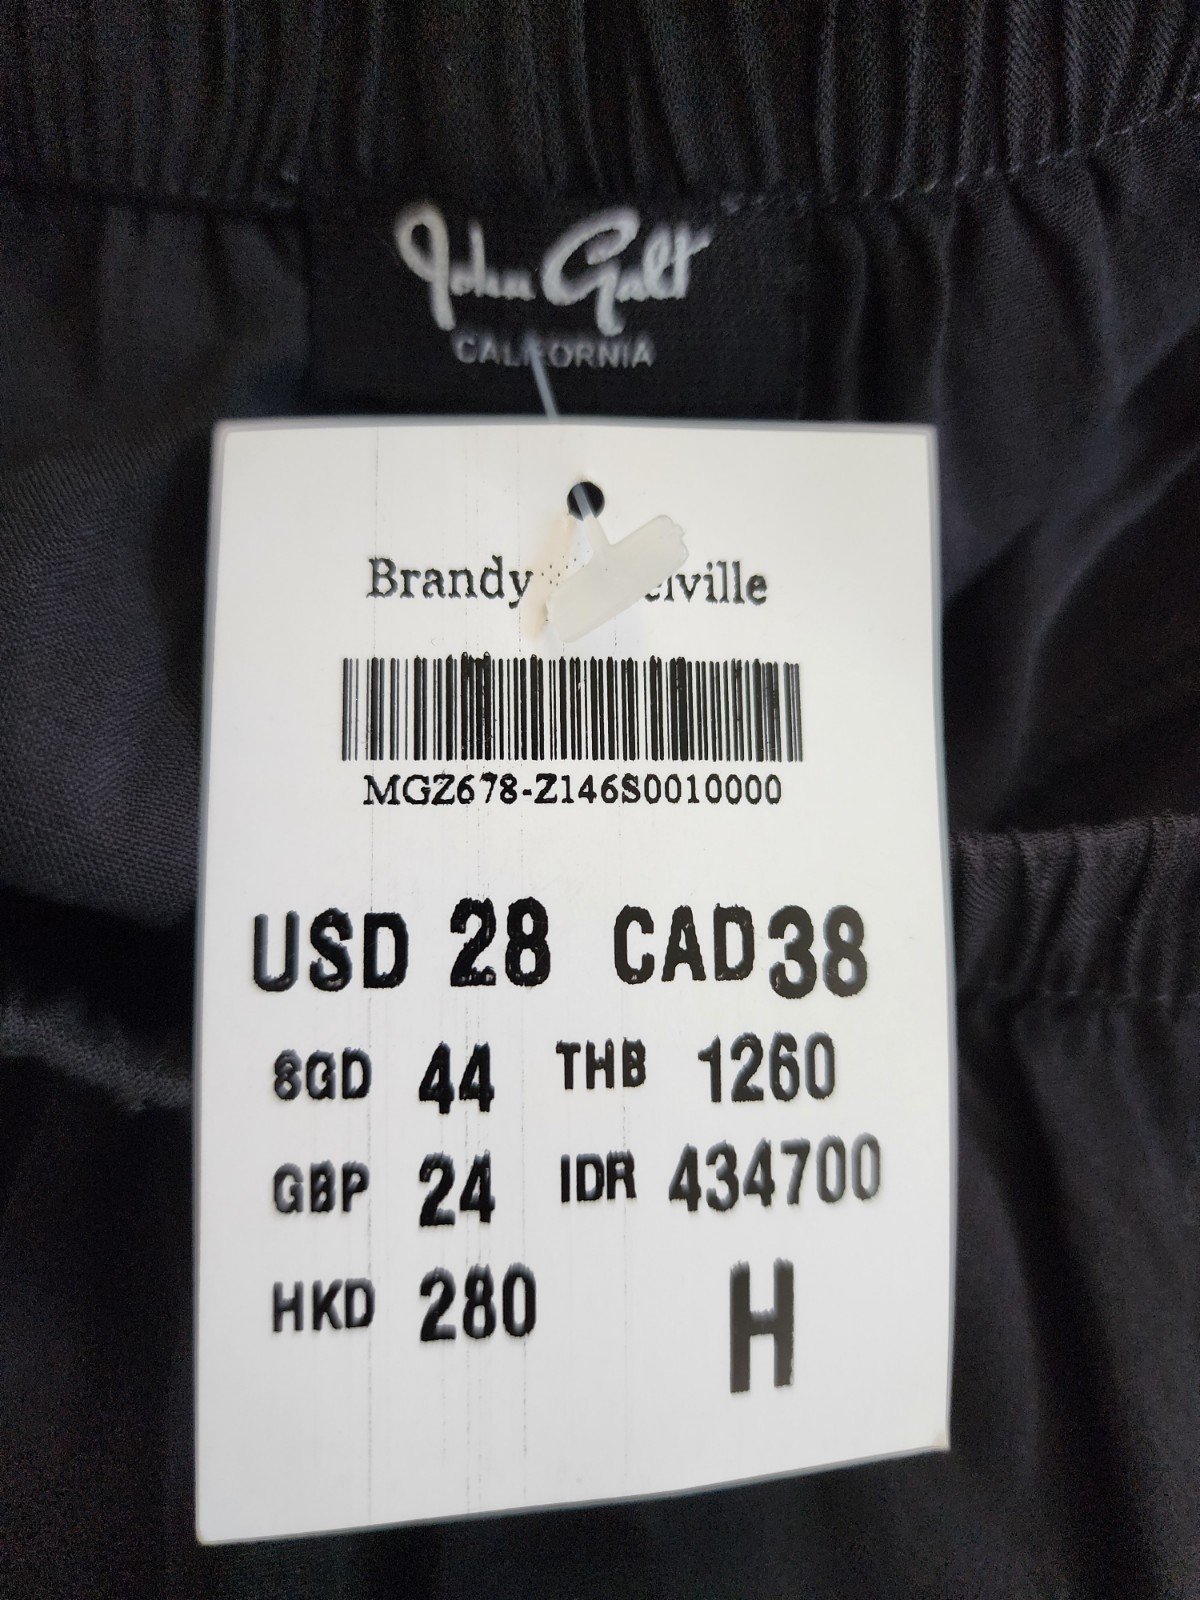 John Galt
CALIFORNIA
Brandy
MGZ678-Z146S0010000
USD 28 CAD 38
SGD 44 THB 1260
GBP 24 IDR 434700
HKD 280
H